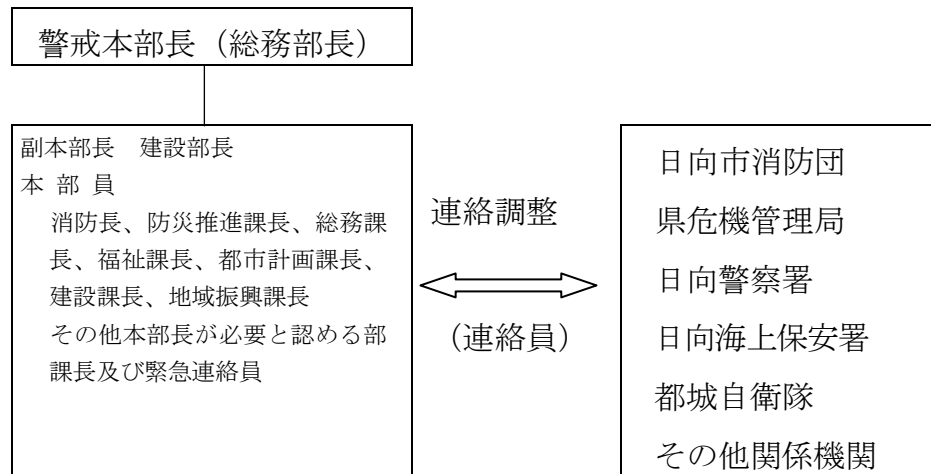 警戒本部長（総務部長）
副本部長　建設部長
本 部 員
消防長、防災推進課長、総務課
長、福祉課長、都市計画課長、
建設課長、地域振興課長
その他本部長が必要と認める部
課長及び緊急連絡員
連絡調整
（連絡員）
日向市消防団
県危機管理局
日向警察署
日向海上保安署
都城自衛隊
その他関係機関